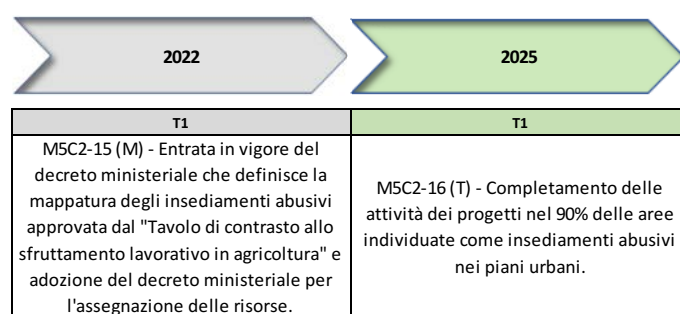 2022
2025
T1
T1
M5C2-15 (M) - Entrata in vigore del
decreto ministeriale che definisce la
mappatura degli insediamenti abusivi
approvata dal "Tavolo di contrasto allo
sfruttamento lavorativo in agricoltura" e
adozione del decreto ministeriale per
l'assegnazione delle risorse.
M5C2-16 (T) - Completamento delle
attività dei progetti nel 90% delle aree
individuate come insediamenti abusivi
nei piani urbani.